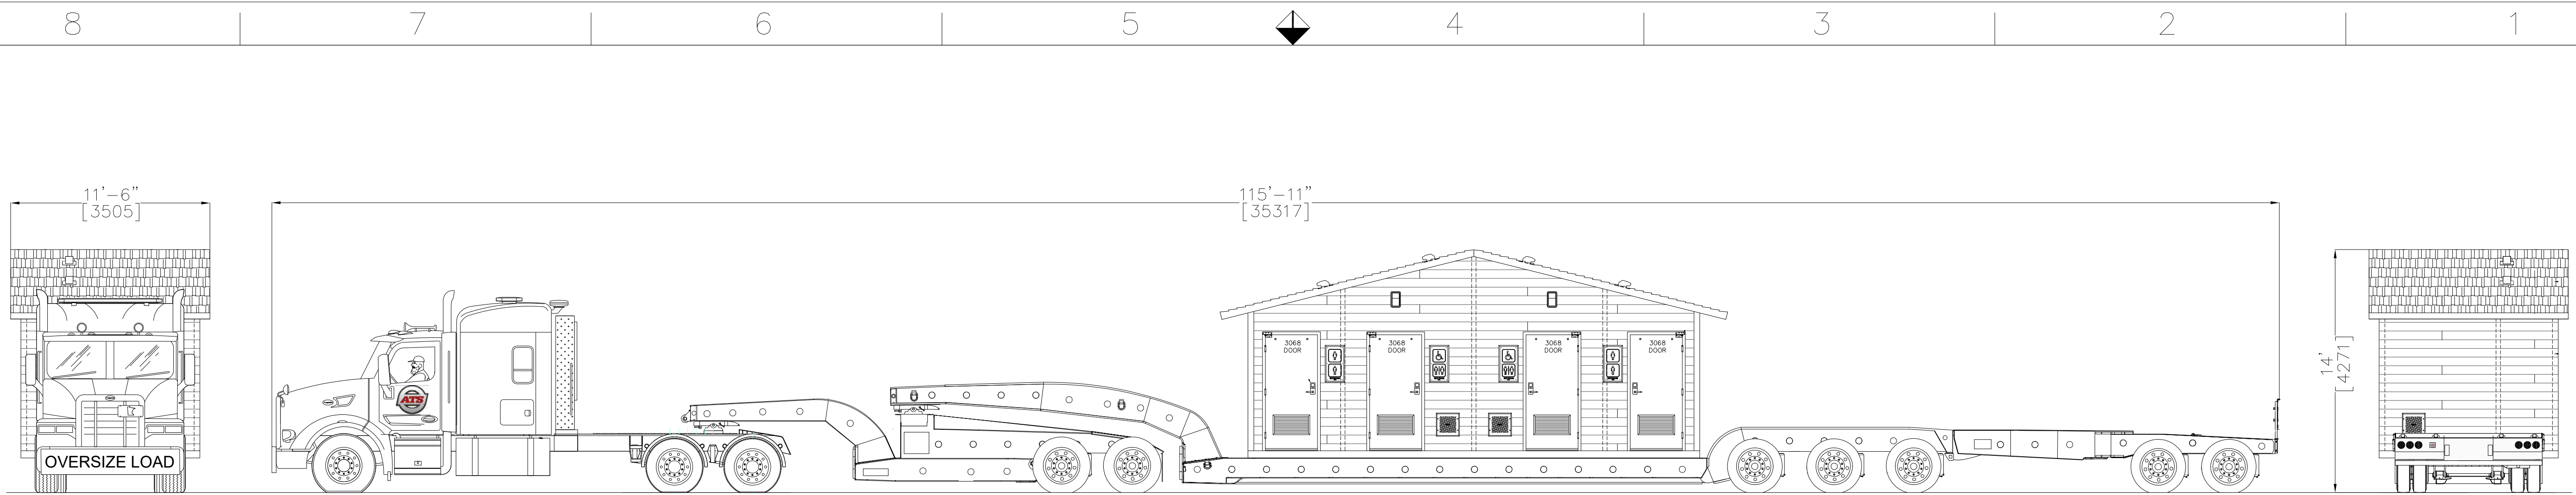 8 7 6 5 4 3 2 1
11'-6"
[3505]
115'-11"
[35317]
14'
[4271]
3068
DOOR
3068
DOOR
3068
DOOR
3068
DOOR
ATS
OVERSIZE LOAD